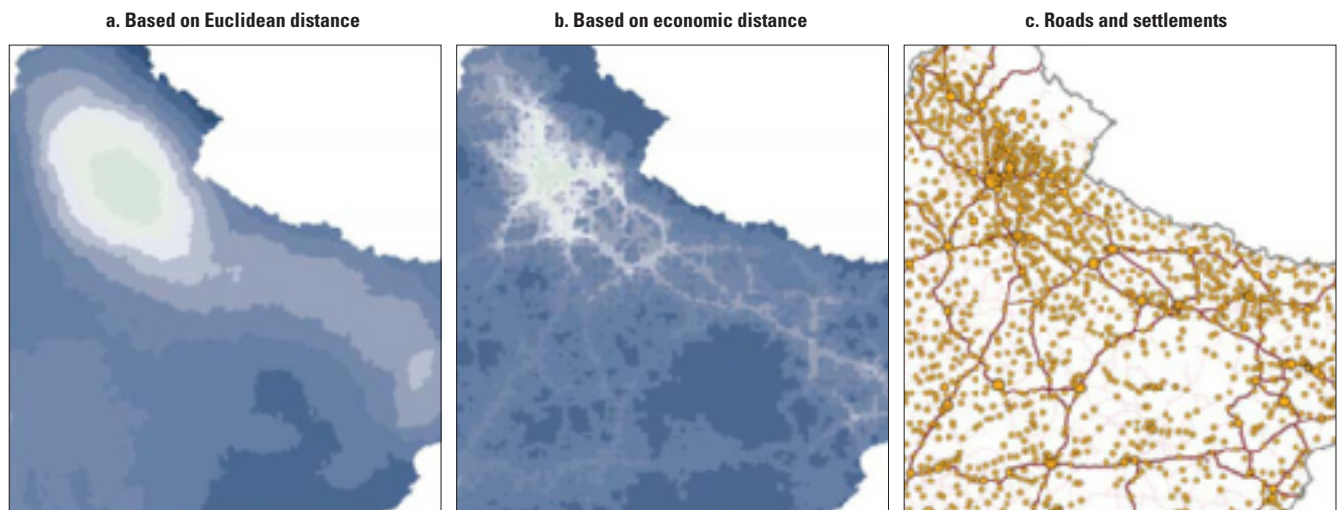 a. Based on Euclidean distance
b. Based on economic distance
c. Roads and settlements